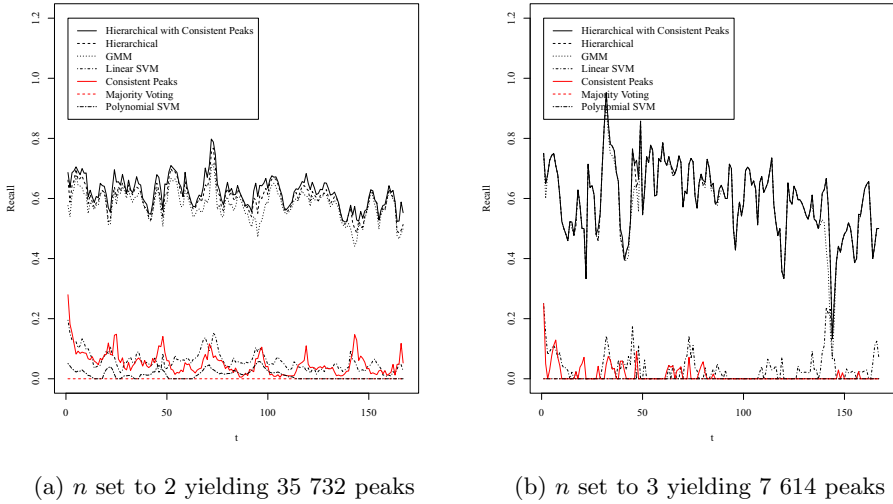 Hierarchical with Consistent Peaks
Hierarchical
GMM
Linear SVM
Consistent Peaks
Majority Voting
Polynomial SVM
Recall
0.0 0.2 0.4 0.6 0.8 1.0 1.2
0 50 100 150
t
(a) n set to 2 yielding 35 732 peaks
Hierarchical with Consistent Peaks
Hierarchical
GMM
Linear SVM
Consistent Peaks
Majority Voting
Polynomial SVM
Recall
0.0 0.2 0.4 0.6 0.8 1.0 1.2
0 50 100 150
t
(b) n set to 3 yielding 7 614 peaks